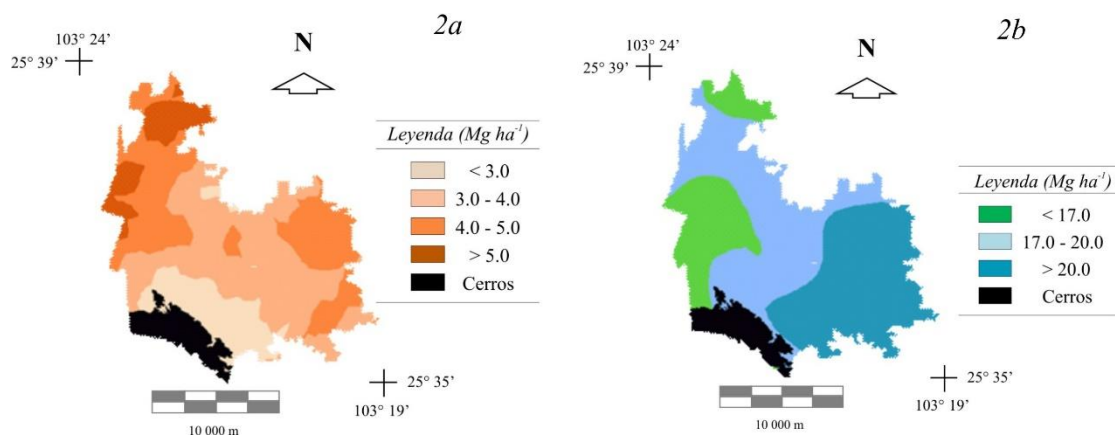 2a
103° 24’
25° 39’
N
Leyenda (Mg ha-1)
< 3.0
3.0 - 4.0
4.0 - 5.0
> 5.0
Cerros
25° 35’
103° 19’
10 000 m
2b
103° 24’
25° 39’
N
Leyenda (Mg ha-1)
< 17.0
17.0 - 20.0
> 20.0
Cerros
25° 35’
103° 19’
10 000 m